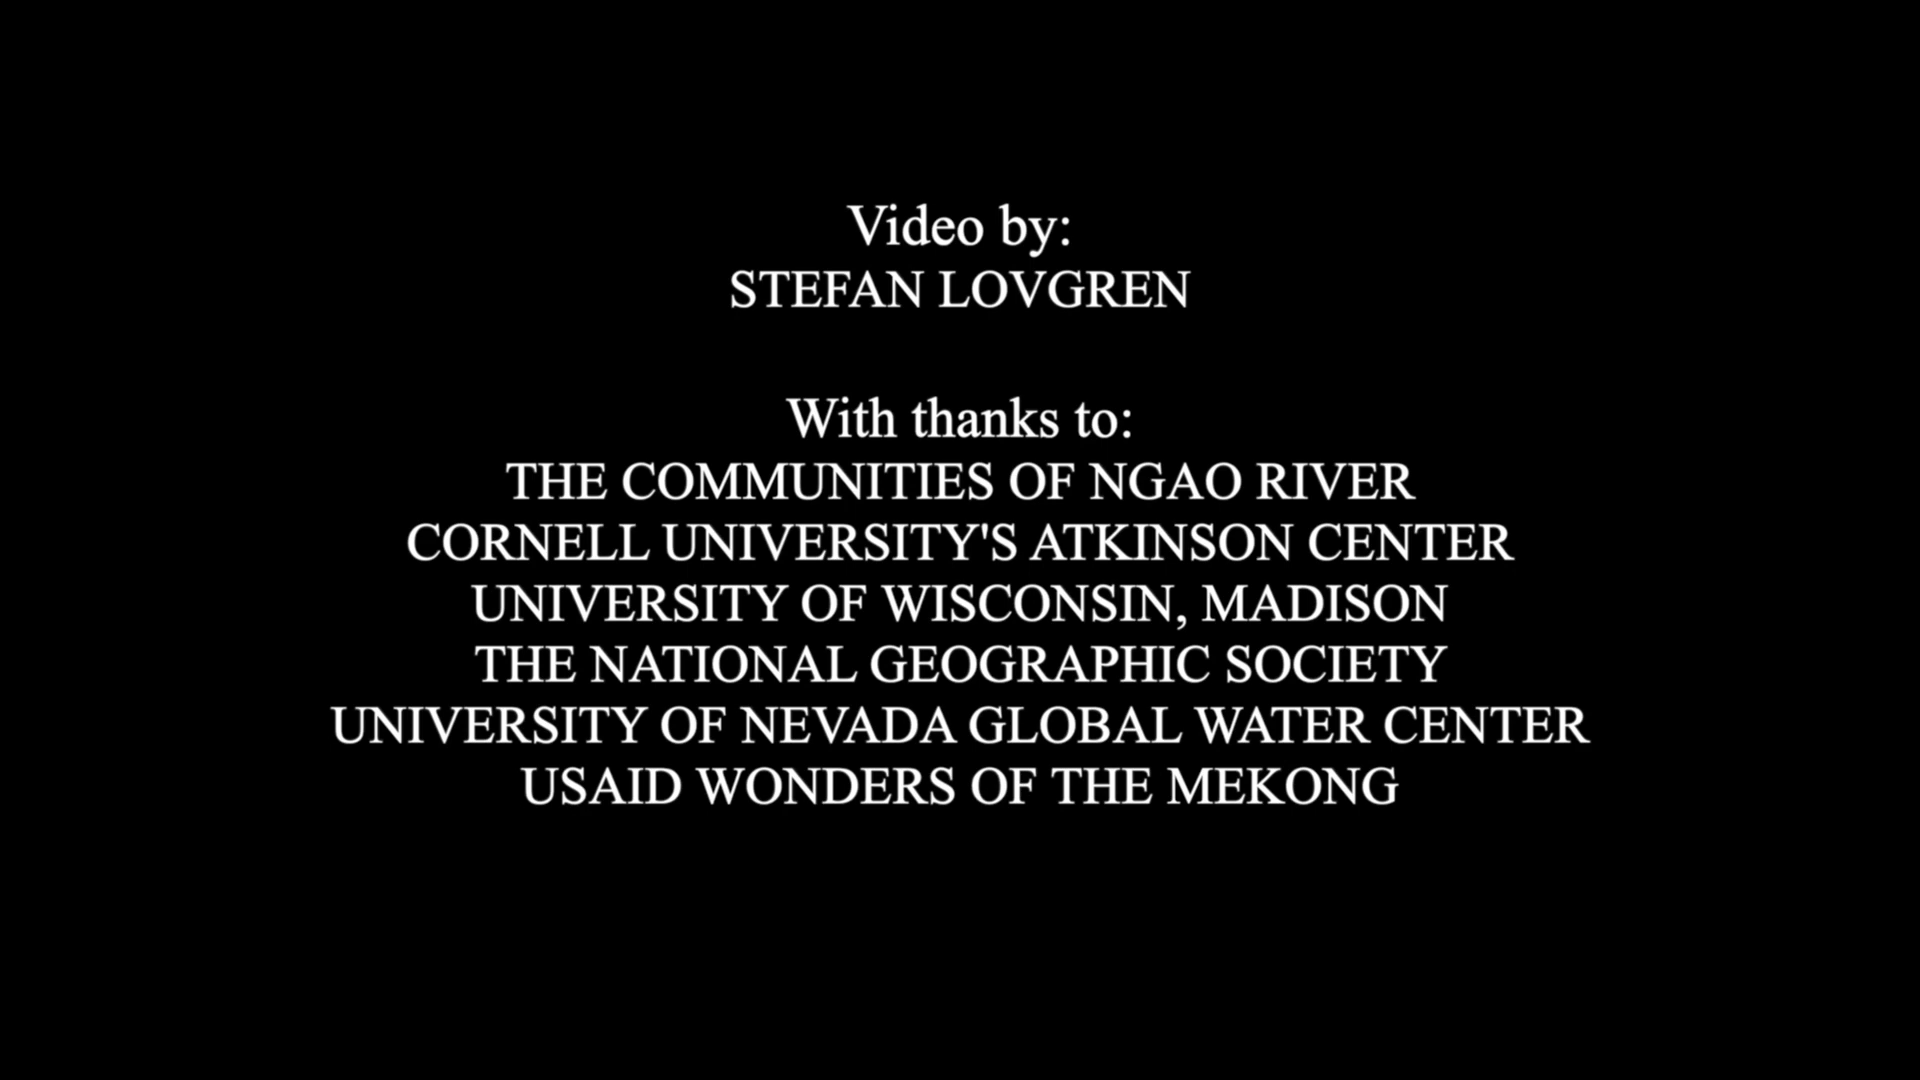 Video by:
STEFAN LOVGREN
With thanks to:
THE COMMUNITIES OF NGAO RIVER
CORNELL UNIVERSITY'S ATKINSON CENTER
UNIVERSITY OF WISCONSIN, MADISON
THE NATIONAL GEOGRAPHIC SOCIETY
UNIVERSITY OF NEVADA GLOBAL WATER CENTER
USAID WONDERS OF THE MEKONG